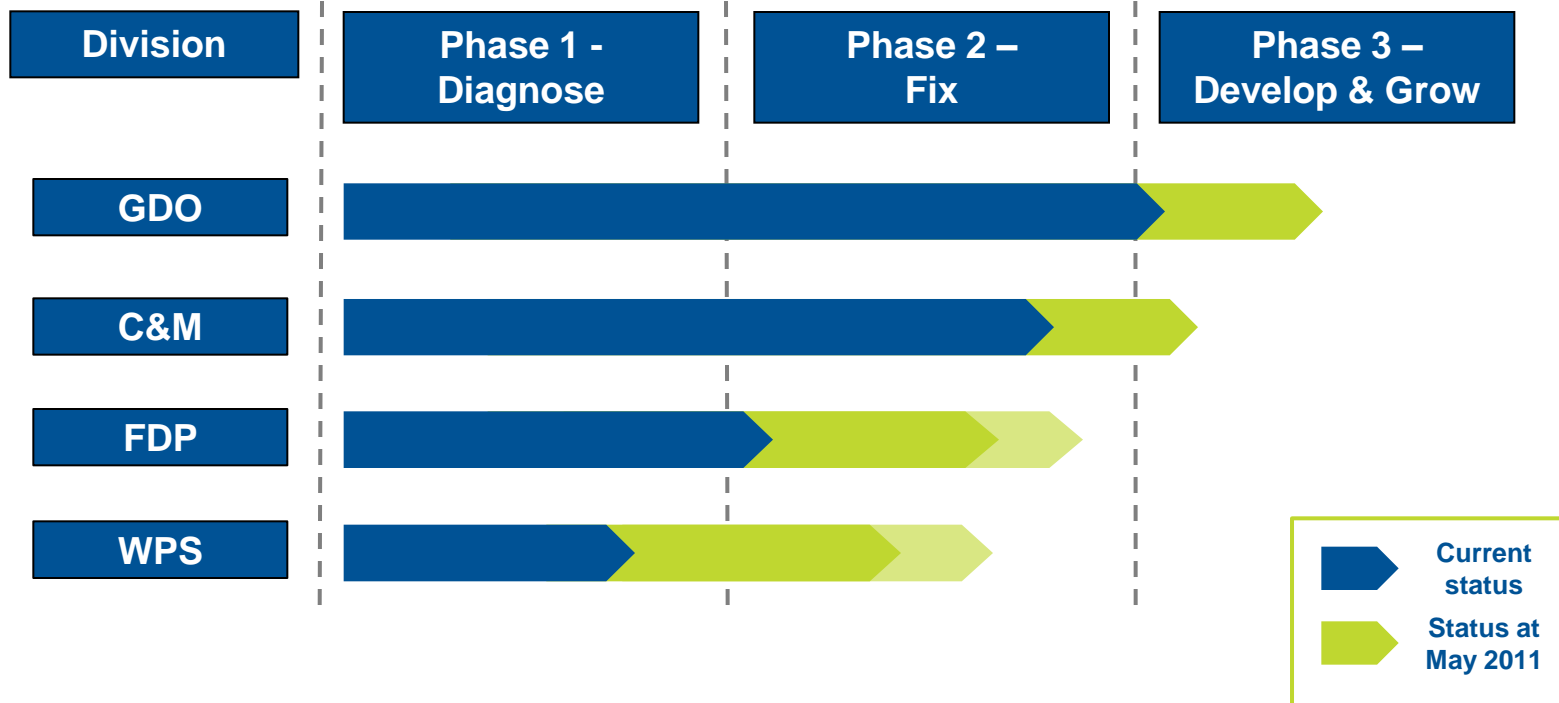 Division
Phase 1 -
Diagnose
Phase 2 –
Fix
Phase 3 –
Develop & Grow
GDO
C&M
FDP
WPS
Current
status
Status at
May 2011